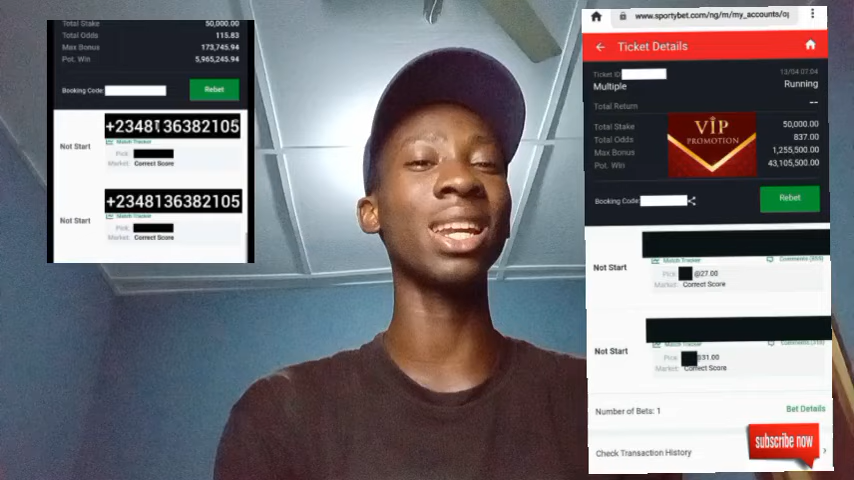 Total Stake 50,000.00
Total Odds 115.83
Max Bonus 173,745.94
Pot. Win 5,965,245.94
Booking Code: Rebet
+2348136382105
Not Start
Match Tracker
Pick:
Market: Correct Score
+2348136382105
Not Start
Match Tracker
Pick:
Market: Correct Score
www.sportybet.com/ng/m/my_accounts/o
Ticket Details
Ticket ID 13/04 07:04
Multiple Running
Total Return --
Total Stake 50,000.00
Total Odds 837.00
Max Bonus 1,255,500.00
Pot. Win 43,105,500.00
VIP
PROMOTION
Booking Code: Rebet
Not Start
Match Tracker
Pick @27.00
Market: Correct Score
Not Start
Match Tracker
Pick @31.00
Market: Correct Score
Number of Bets: 1 Bet Details
Check Transaction History
subscribe now